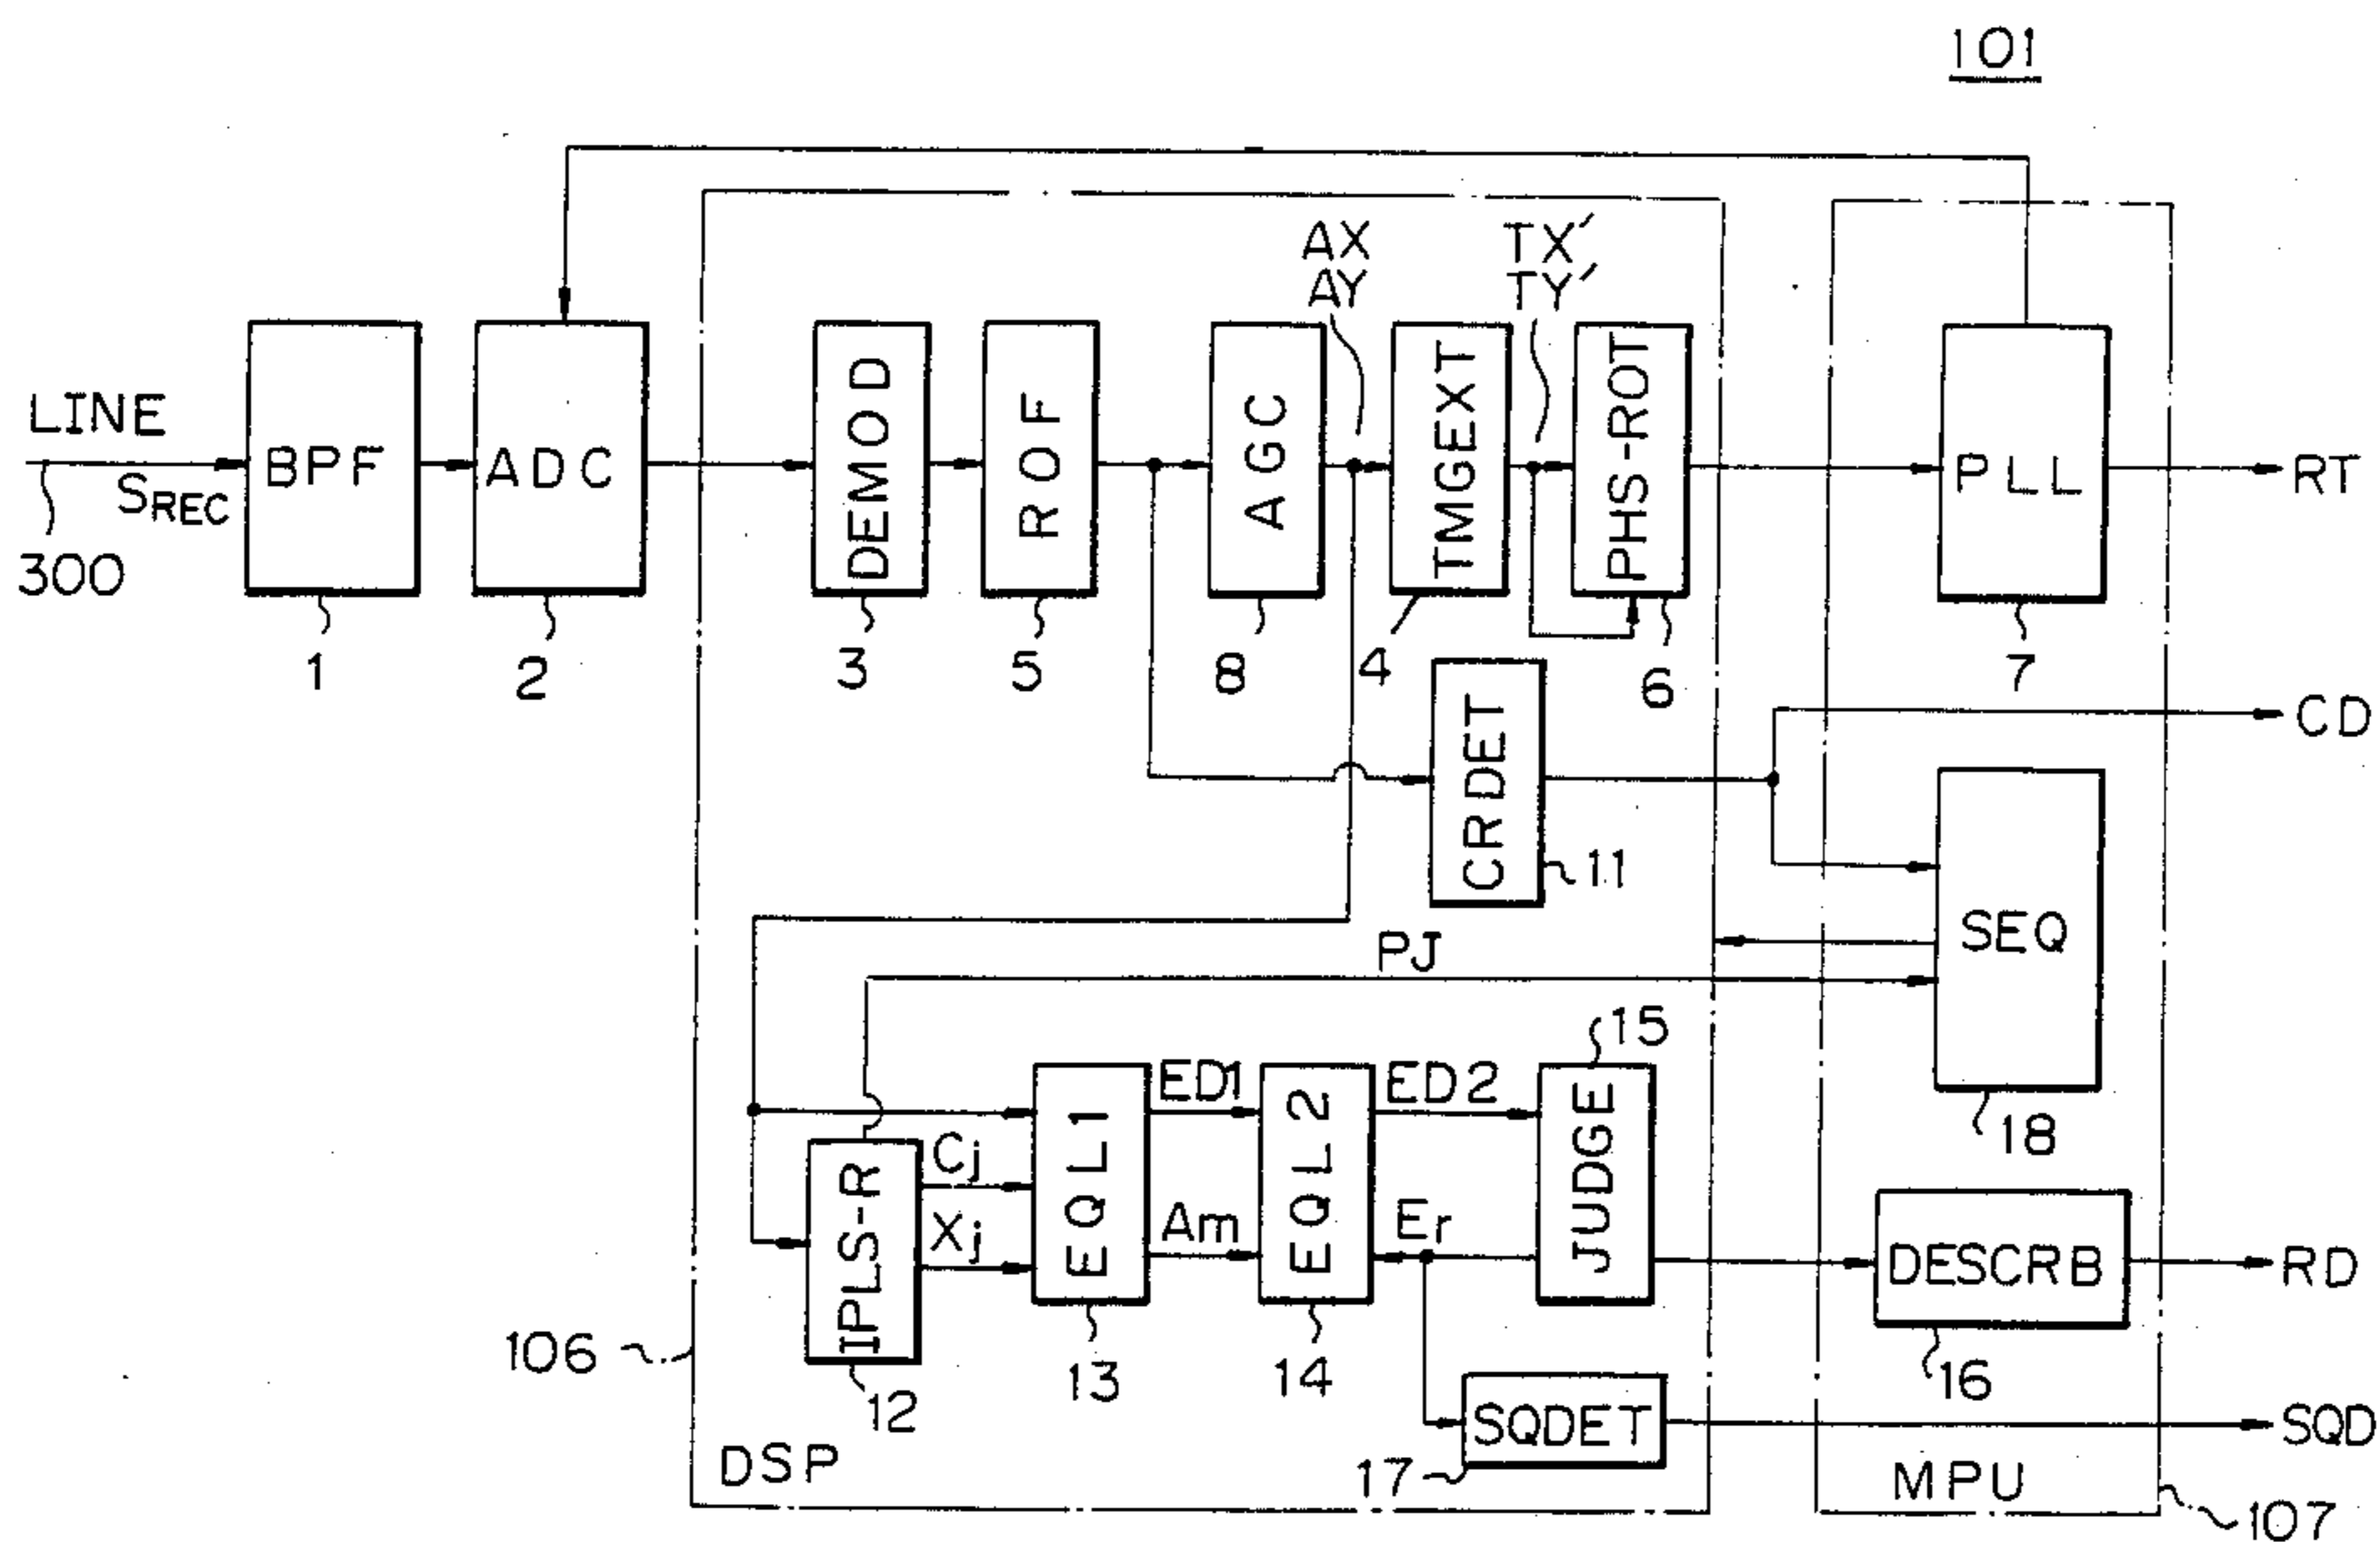 101
AX
AY
TX′
TY′
LINE
S_REC
300
BPF
1
ADC
2
DEMOD
3
ROF
5
AGC
8
TMGEXT
4
PHS-ROT
6
PLL
7
RT
CRDET
11
CD
PJ
SEQ
18
IPLS-R
12
Cj
Xj
EQL1
13
ED1
Am
EQL2
14
ED2
Er
JUDGE
15
DESCRB
16
RD
SQDET
17
SQD
106
DSP
MPU
107